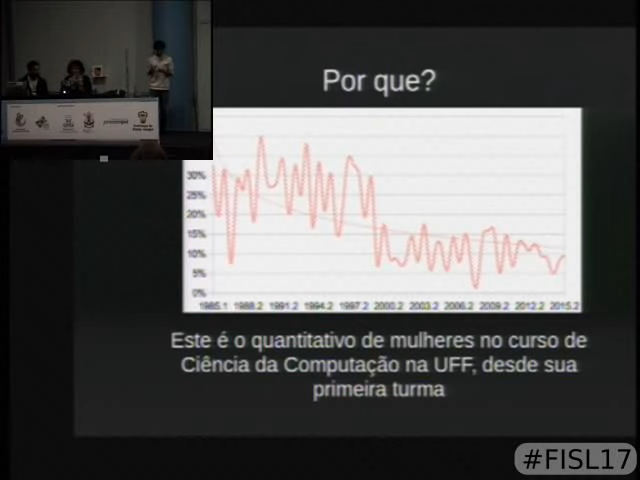 Por que?
30%
25%
20%
15%
10%
5%
0%
1985.1 1988.2 1991.2 1994.2 1997.2 2000.2 2003.2 2006.2 2009.2 2012.2 2015.2
Este é o quantitativo de mulheres no curso de
Ciência da Computação na UFF, desde sua
primeira turma
#FISL17